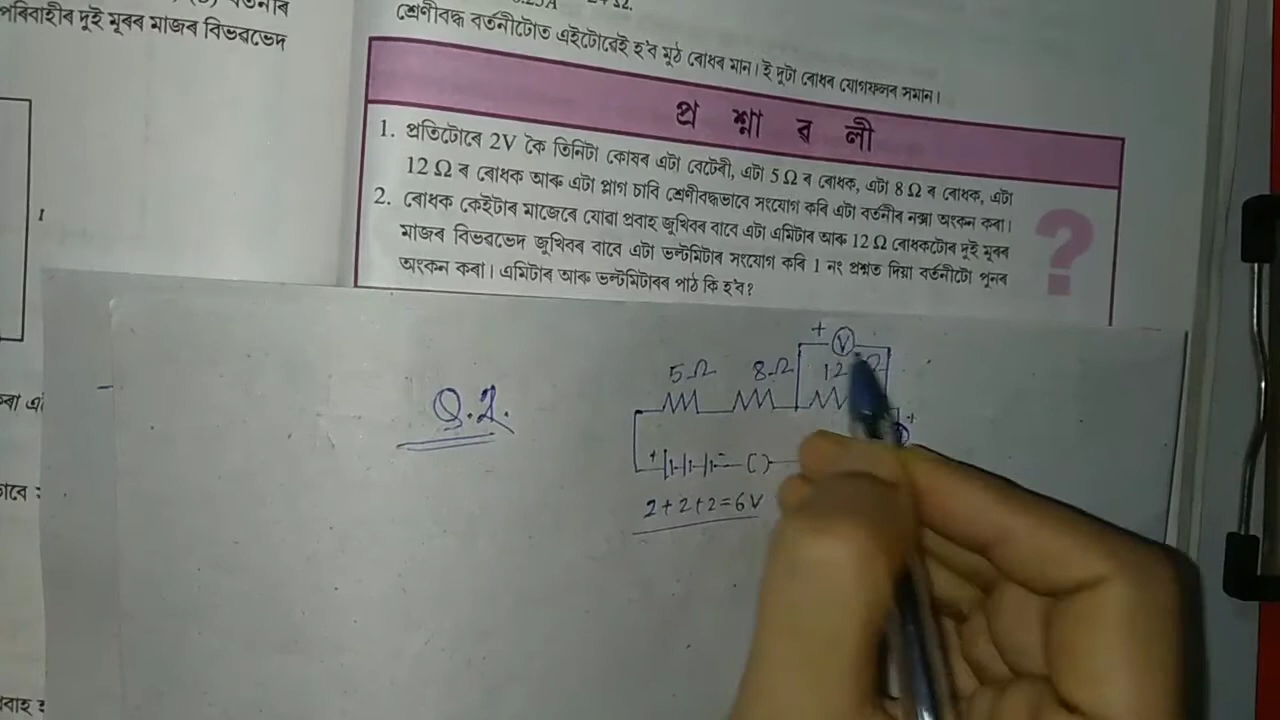 পৰিবাহীৰ দুই মূৰৰ মাজৰ বিভৱভেদ
শ্ৰেণীবদ্ধ বৰ্তনীটোত এইটোৱেই হ'ব মুঠ ৰোধৰ মান। ই দুটা ৰোধৰ যোগফলৰ সমান।
প্ৰশ্নাৱলী
1. প্ৰতিটোৱে 2V কৈ তিনিটা কোষৰ এটা বেটেৰী, এটা 5 Ω ৰ ৰোধক, এটা 8 Ω ৰ ৰোধক, এটা
12 Ω ৰ ৰোধক আৰু এটা প্লাগ চাবি শ্ৰেণীবদ্ধভাৱে সংযোগ কৰি এটা বৰ্তনীৰ নক্সা অংকন কৰা।
2. ৰোধক কেইটাৰ মাজেৰে যোৱা প্ৰবাহ জুখিবৰ বাবে এটা এমিটাৰ আৰু 12 Ω ৰোধকটোৰ দুই মূৰৰ
মাজৰ বিভৱভেদ জুখিবৰ বাবে এটা ভল্টমিটাৰ সংযোগ কৰি 1 নং প্ৰশ্নত দিয়া বৰ্তনীটো পুনৰ
অংকন কৰা। এমিটাৰ আৰু ভল্টমিটাৰৰ পাঠ কি হ'ব?
?
+ V
5Ω 8Ω 12 Ω
Q.2.
+
+ -
2+2+2=6V